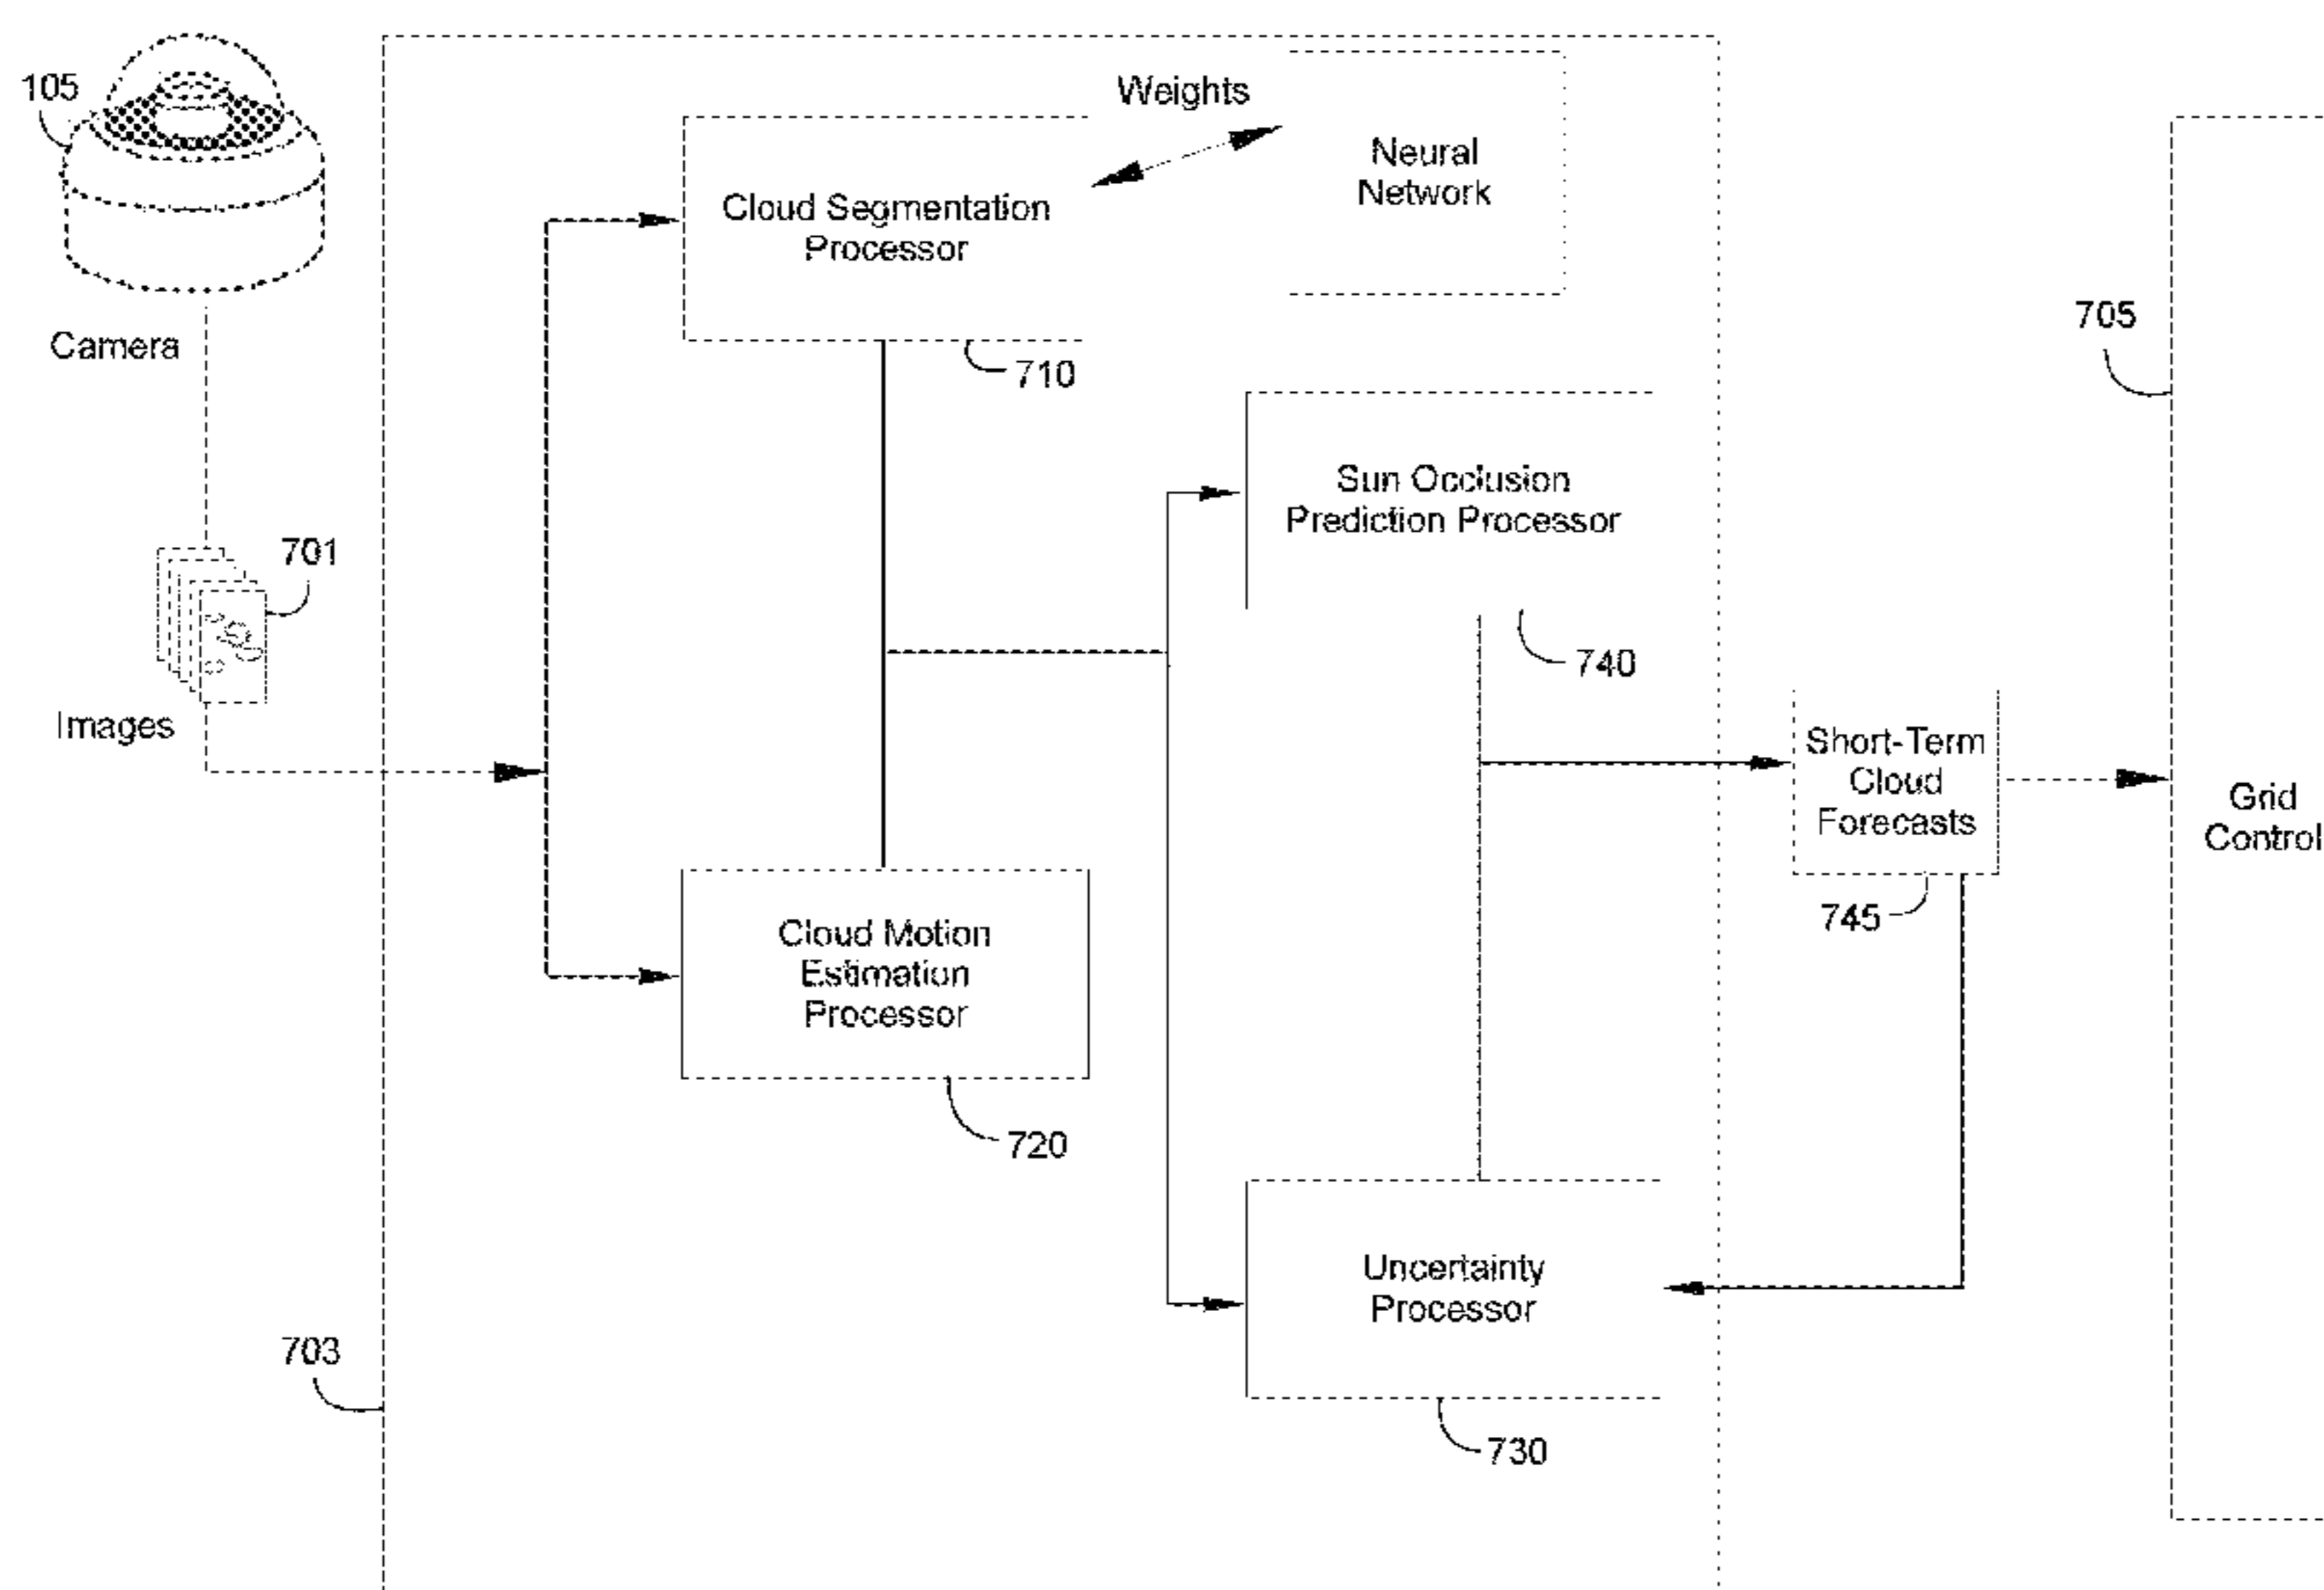 105
Camera
701
Images
703
Weights
Neural
Network
Cloud Segmentation
Processor
710
Sun Occlusion
Prediction Processor
740
Cloud Motion
Estimation
Processor
720
Uncertainty
Processor
730
Short-Term
Cloud
Forecasts
745
705
Grid
Control